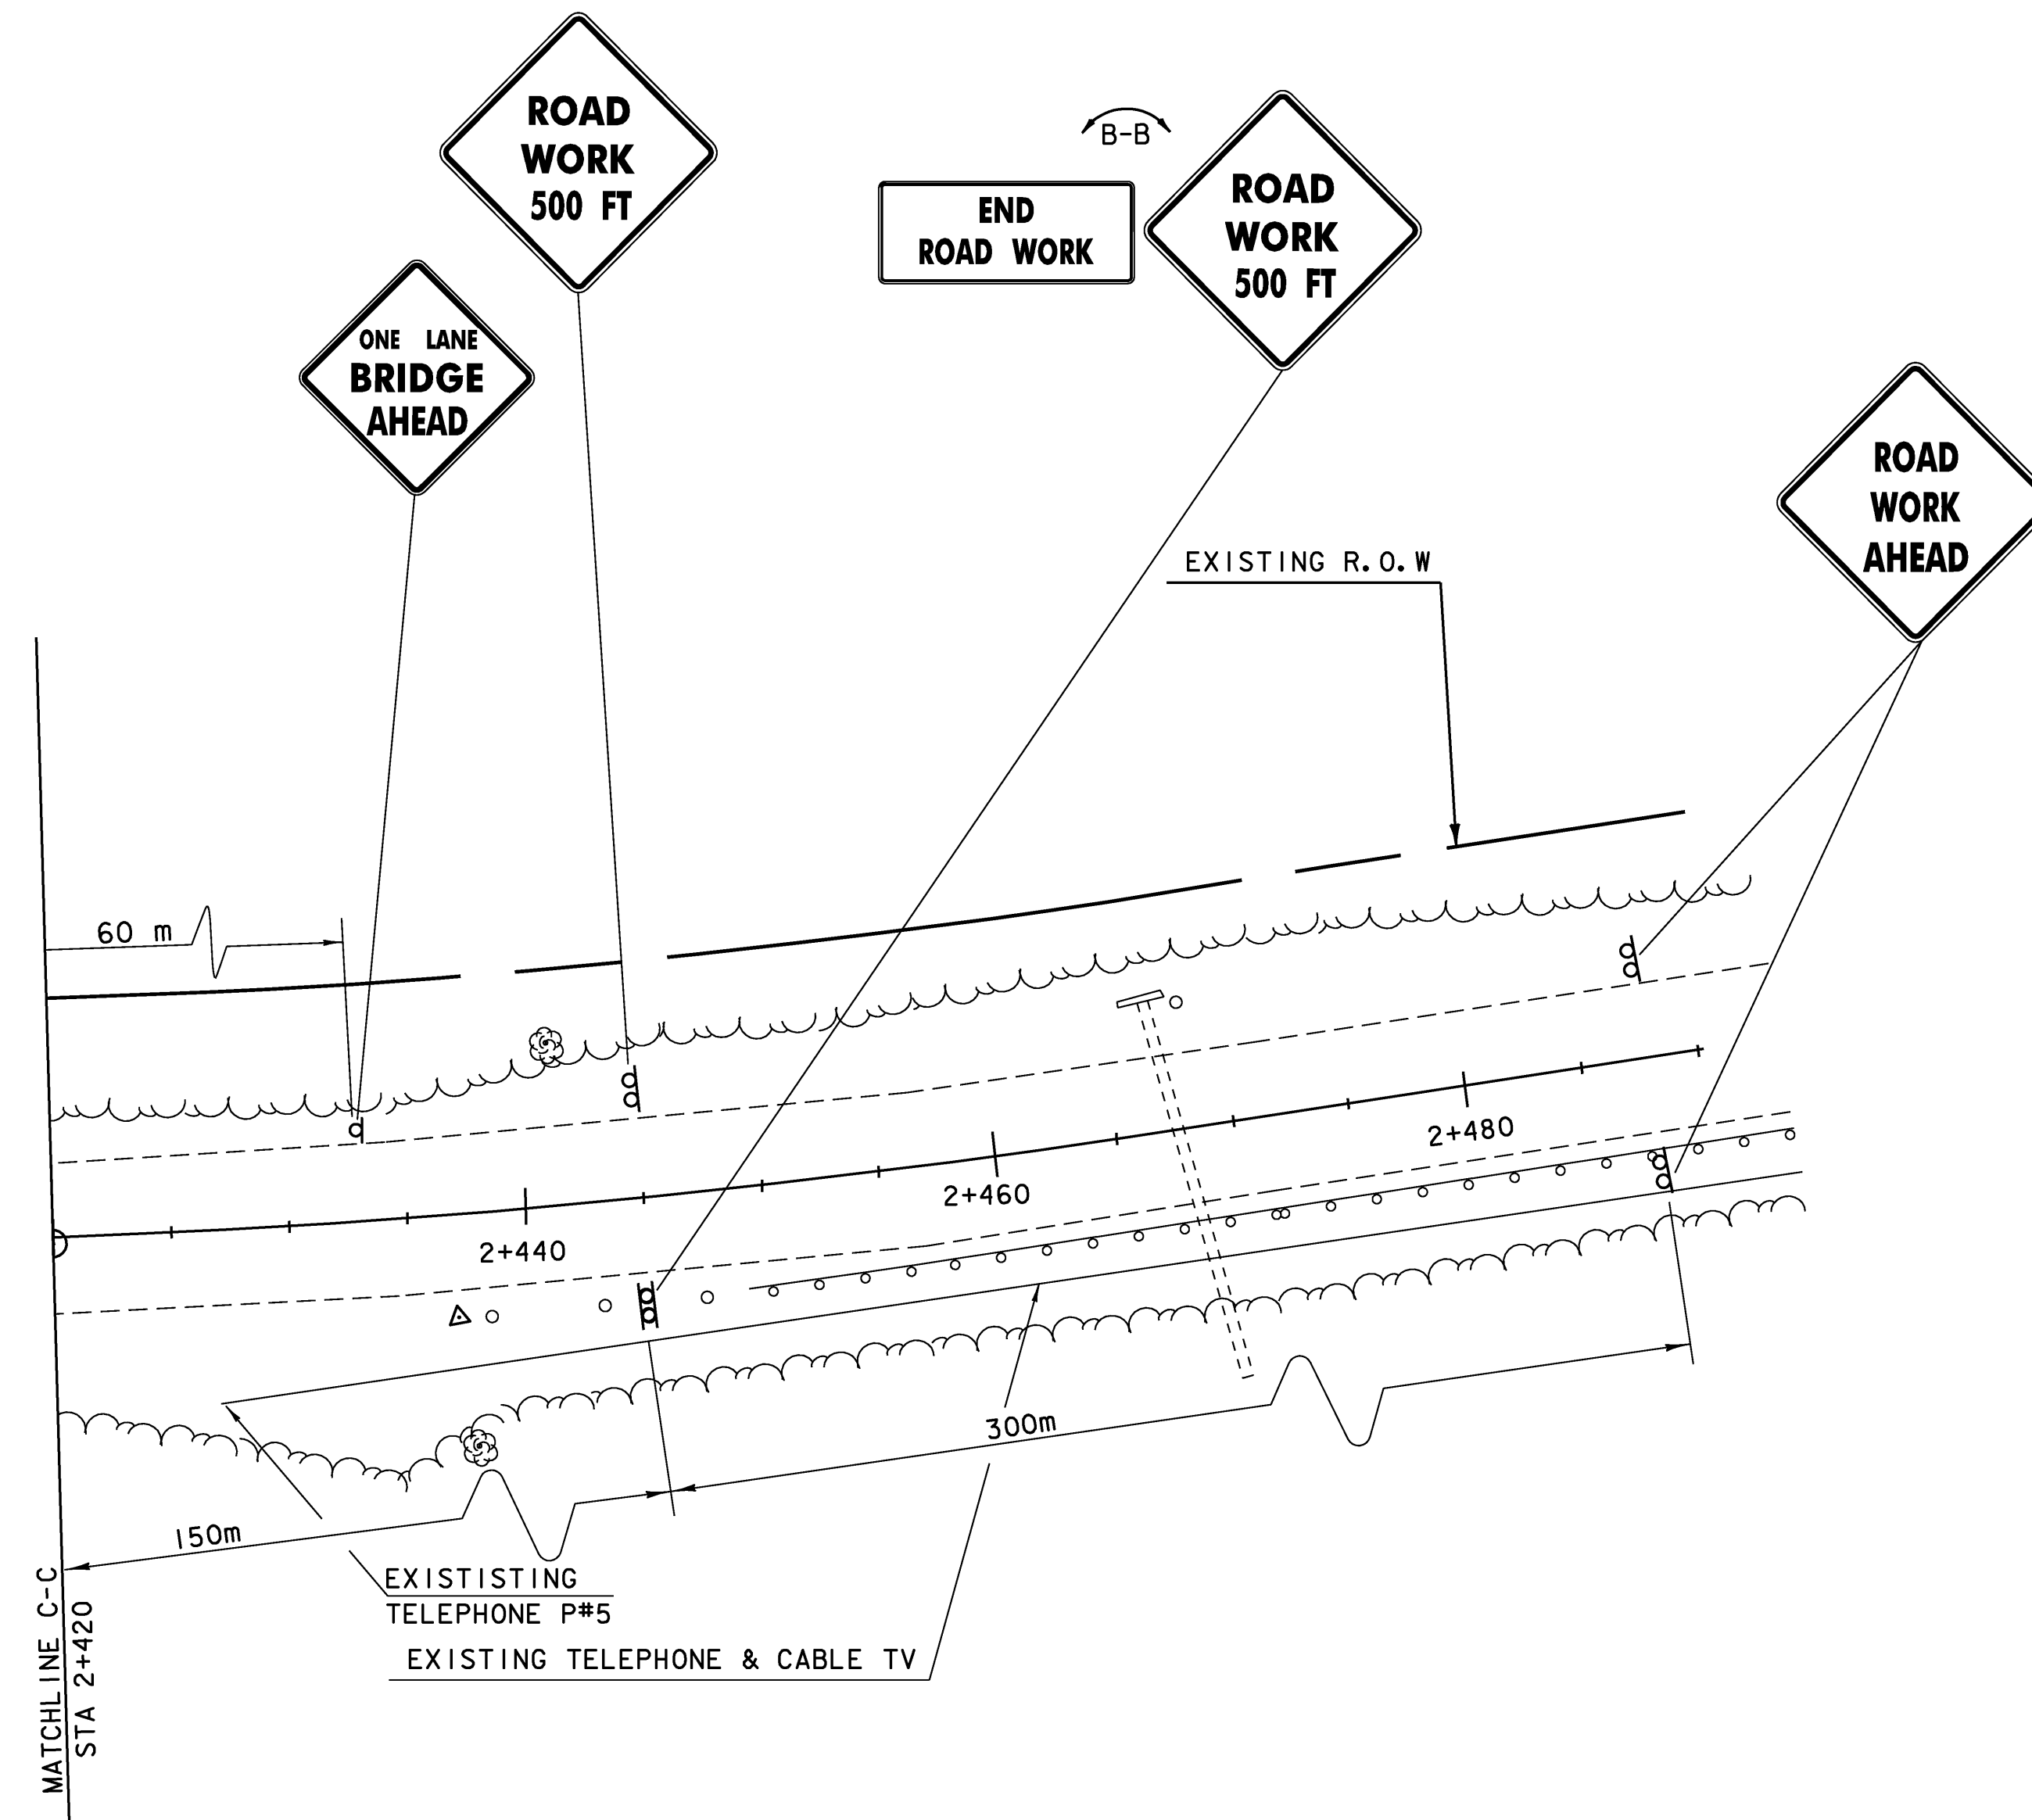 ROAD
WORK
500 FT
B-B
END
ROAD WORK
ROAD
WORK
500 FT
ONE LANE
BRIDGE
AHEAD
ROAD
WORK
AHEAD
EXISTING R.O.W
60 m
2+480
2+460
2+440
300m
150m
EXISTISTING
TELEPHONE P#5
EXISTING TELEPHONE & CABLE TV
MATCHLINE C-C
STA 2+420